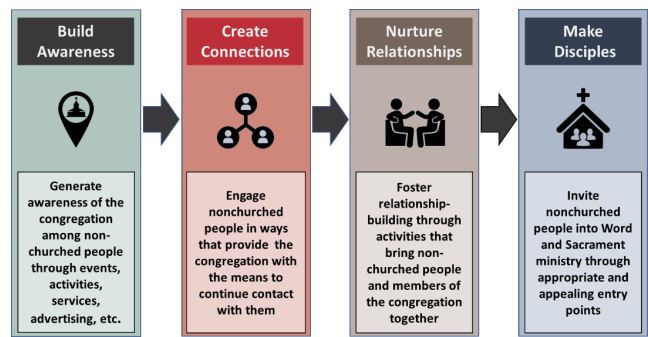 Build
Awareness
Generate
awareness of the
congregation
among non-
churched people
through events,
activities,
services,
advertising, etc.
Create
Connections
Engage
nonchurched
people in ways
that provide the
congregation with
the means to
continue contact
with them
Nurture
Relationships
Foster
relationship-
building through
activities that
bring non-
churched people
and members of
the congregation
together
Make
Disciples
Invite
nonchurched
people into Word
and Sacrament
ministry through
appropriate and
appealing entry
points